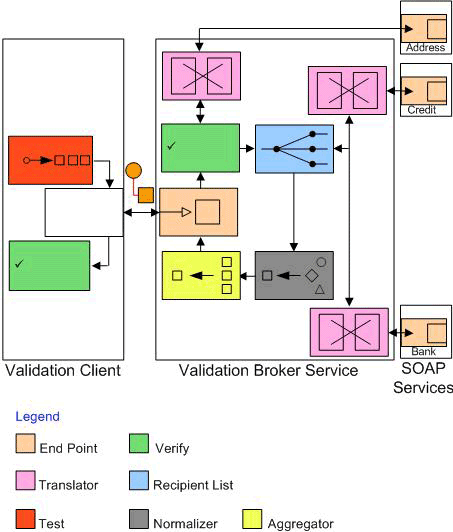 Address
Credit
Bank
Validation Client
Validation Broker Service
SOAP
Services
Legend
End Point
Verify
Translator
Recipient List
Test
Normalizer
Aggregator